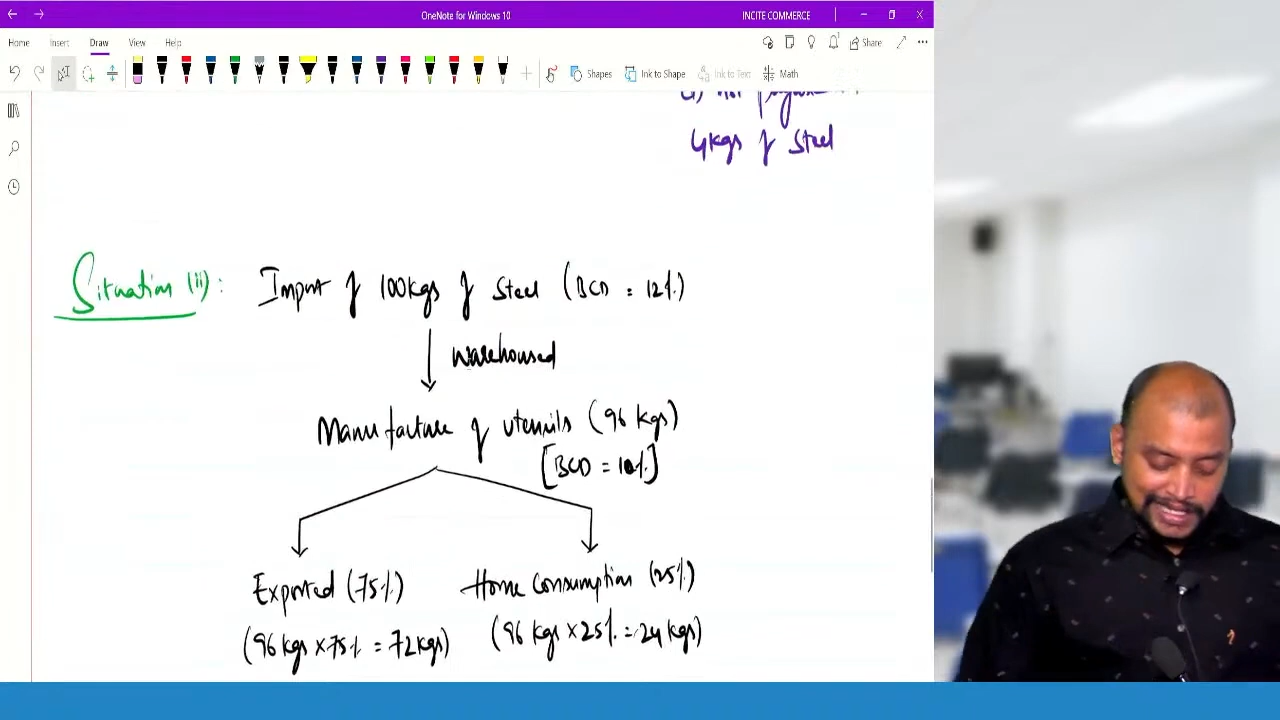 OneNote for Windows 10
INCITE COMMERCE
Home Insert Draw View Help
Share
Shapes Ink to Shape Ink to Text Math
not
4kgs of Steel
Situation (ii): Import of 100kgs of Steel (BCD = 12%)
warehoused
Manufacture of utensils (96 kgs)
[BCD = 10%]
Exported (75%) Home Consumption (25%)
(96 kgs x 75% = 72kgs) (96 kgs x 25% = 24 kgs)